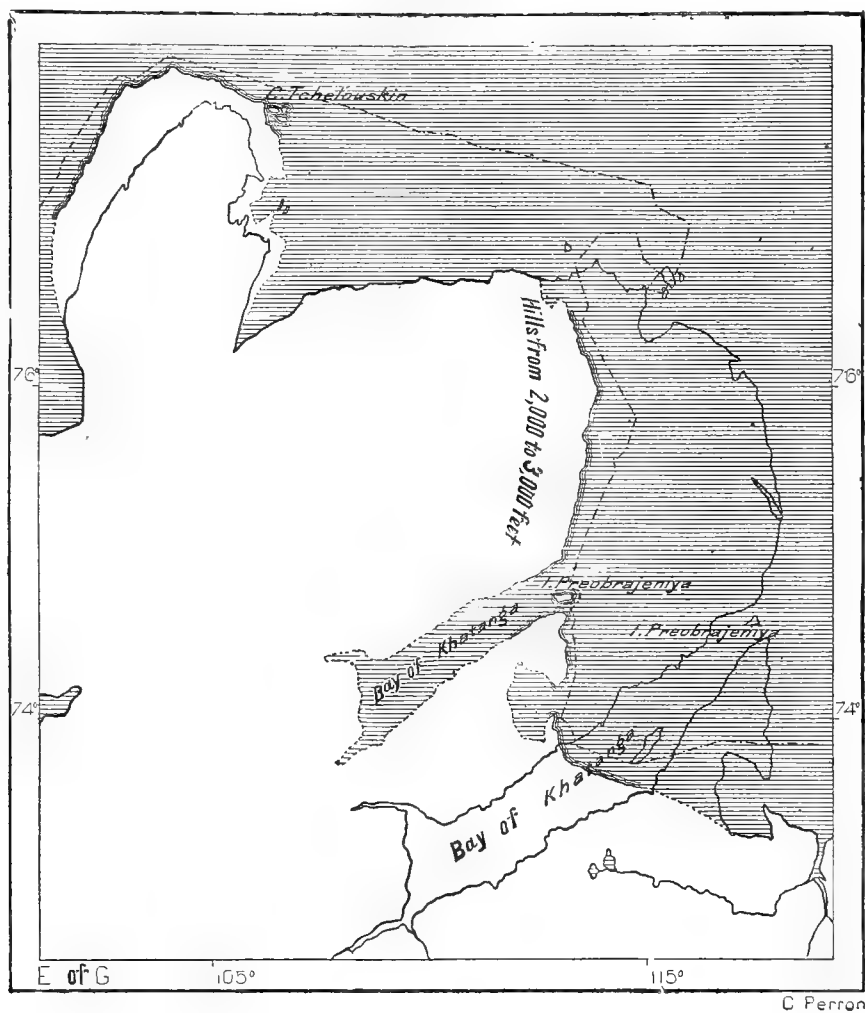 C. Tchelouskin
76°
76°
Hills from 2,000 to 3,000 feet
I. Preobrajeniya
Bay of Khatanga
I. Preobrajeniya
74°
74°
Bay of Khatanga
E of G
105°
115°
C Perron